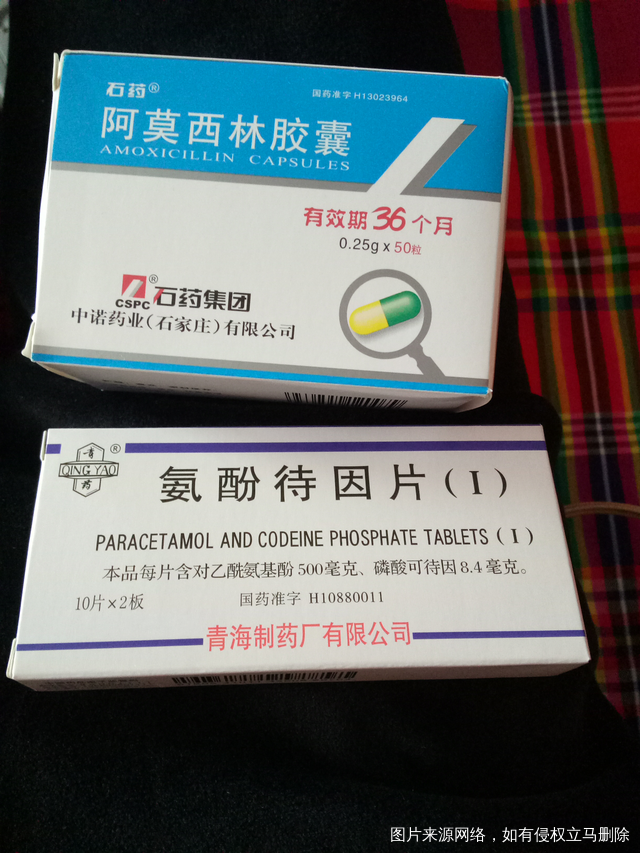 石药®
国药准字 H13023964
阿莫西林胶囊
AMOXICILLIN CAPSULES
有效期 36 个月
0.25g x 50粒
CSPC ® 石药集团
中诺药业(石家庄)有限公司
青
QING YAO
药
®
氨酚待因片(I)
PARACETAMOL AND CODEINE PHOSPHATE TABLETS (I)
本品每片含对乙酰氨基酚 500毫克、磷酸可待因 8.4 毫克。
10片×2板
国药准字 H10880011
青海制药厂有限公司
图片来源网络，如有侵权立马删除